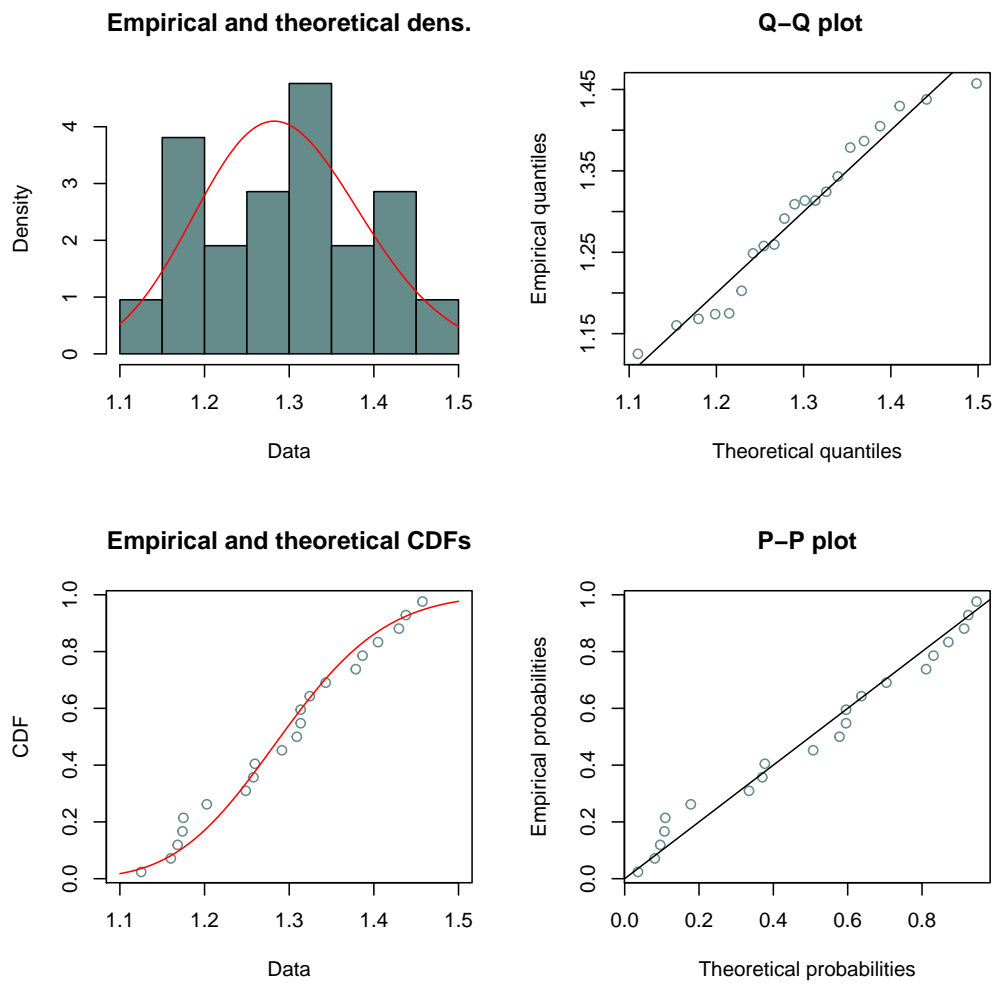 Empirical and theoretical dens.
Density
0
1
2
3
4
1.1 1.2 1.3 1.4 1.5
Data
Q−Q plot
Empirical quantiles
1.15 1.25 1.35 1.45
1.1 1.2 1.3 1.4 1.5
Theoretical quantiles
Empirical and theoretical CDFs
CDF
0.0 0.2 0.4 0.6 0.8 1.0
1.1 1.2 1.3 1.4 1.5
Data
P−P plot
Empirical probabilities
0.0 0.2 0.4 0.6 0.8 1.0
0.0 0.2 0.4 0.6 0.8
Theoretical probabilities